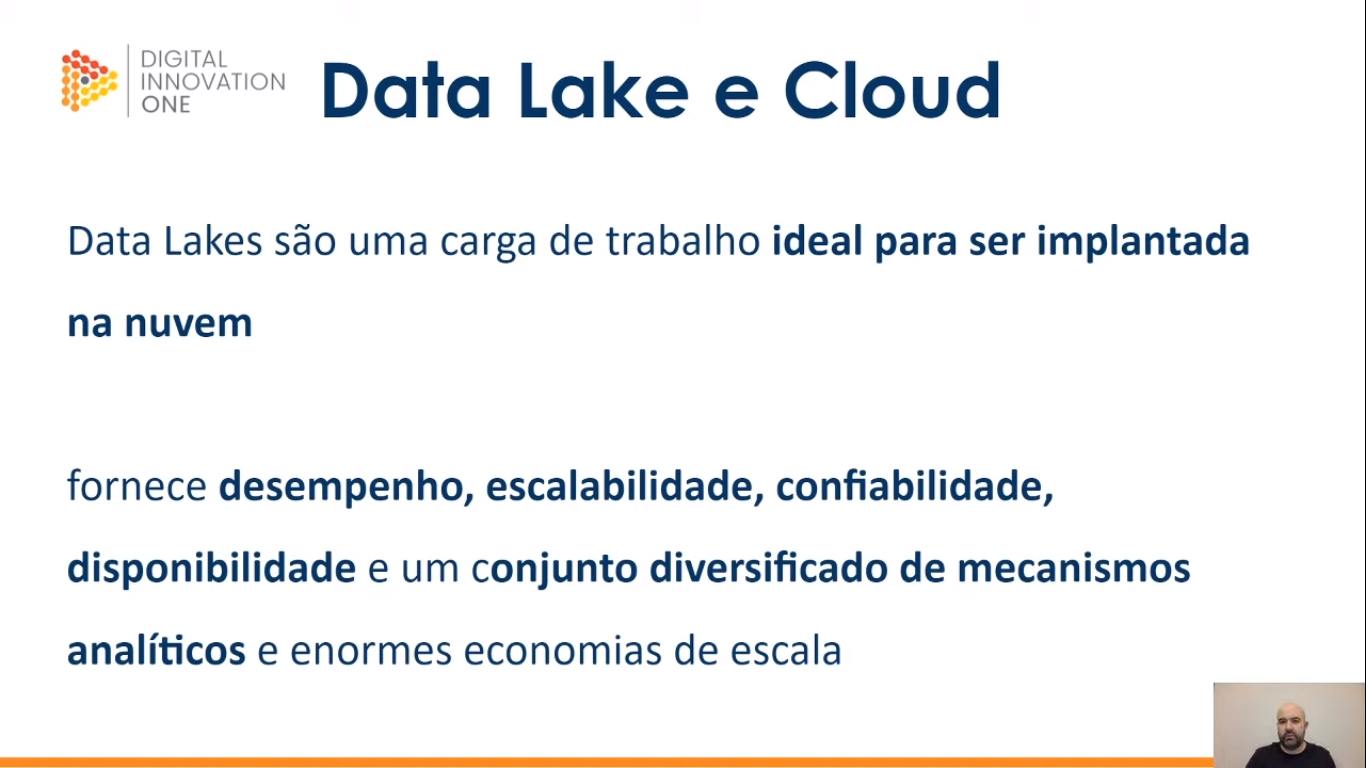 DIGITAL
INNOVATION
ONE
Data Lake e Cloud
Data Lakes são uma carga de trabalho ideal para ser implantada
na nuvem
fornece desempenho, escalabilidade, confiabilidade,
disponibilidade e um conjunto diversificado de mecanismos
analíticos e enormes economias de escala